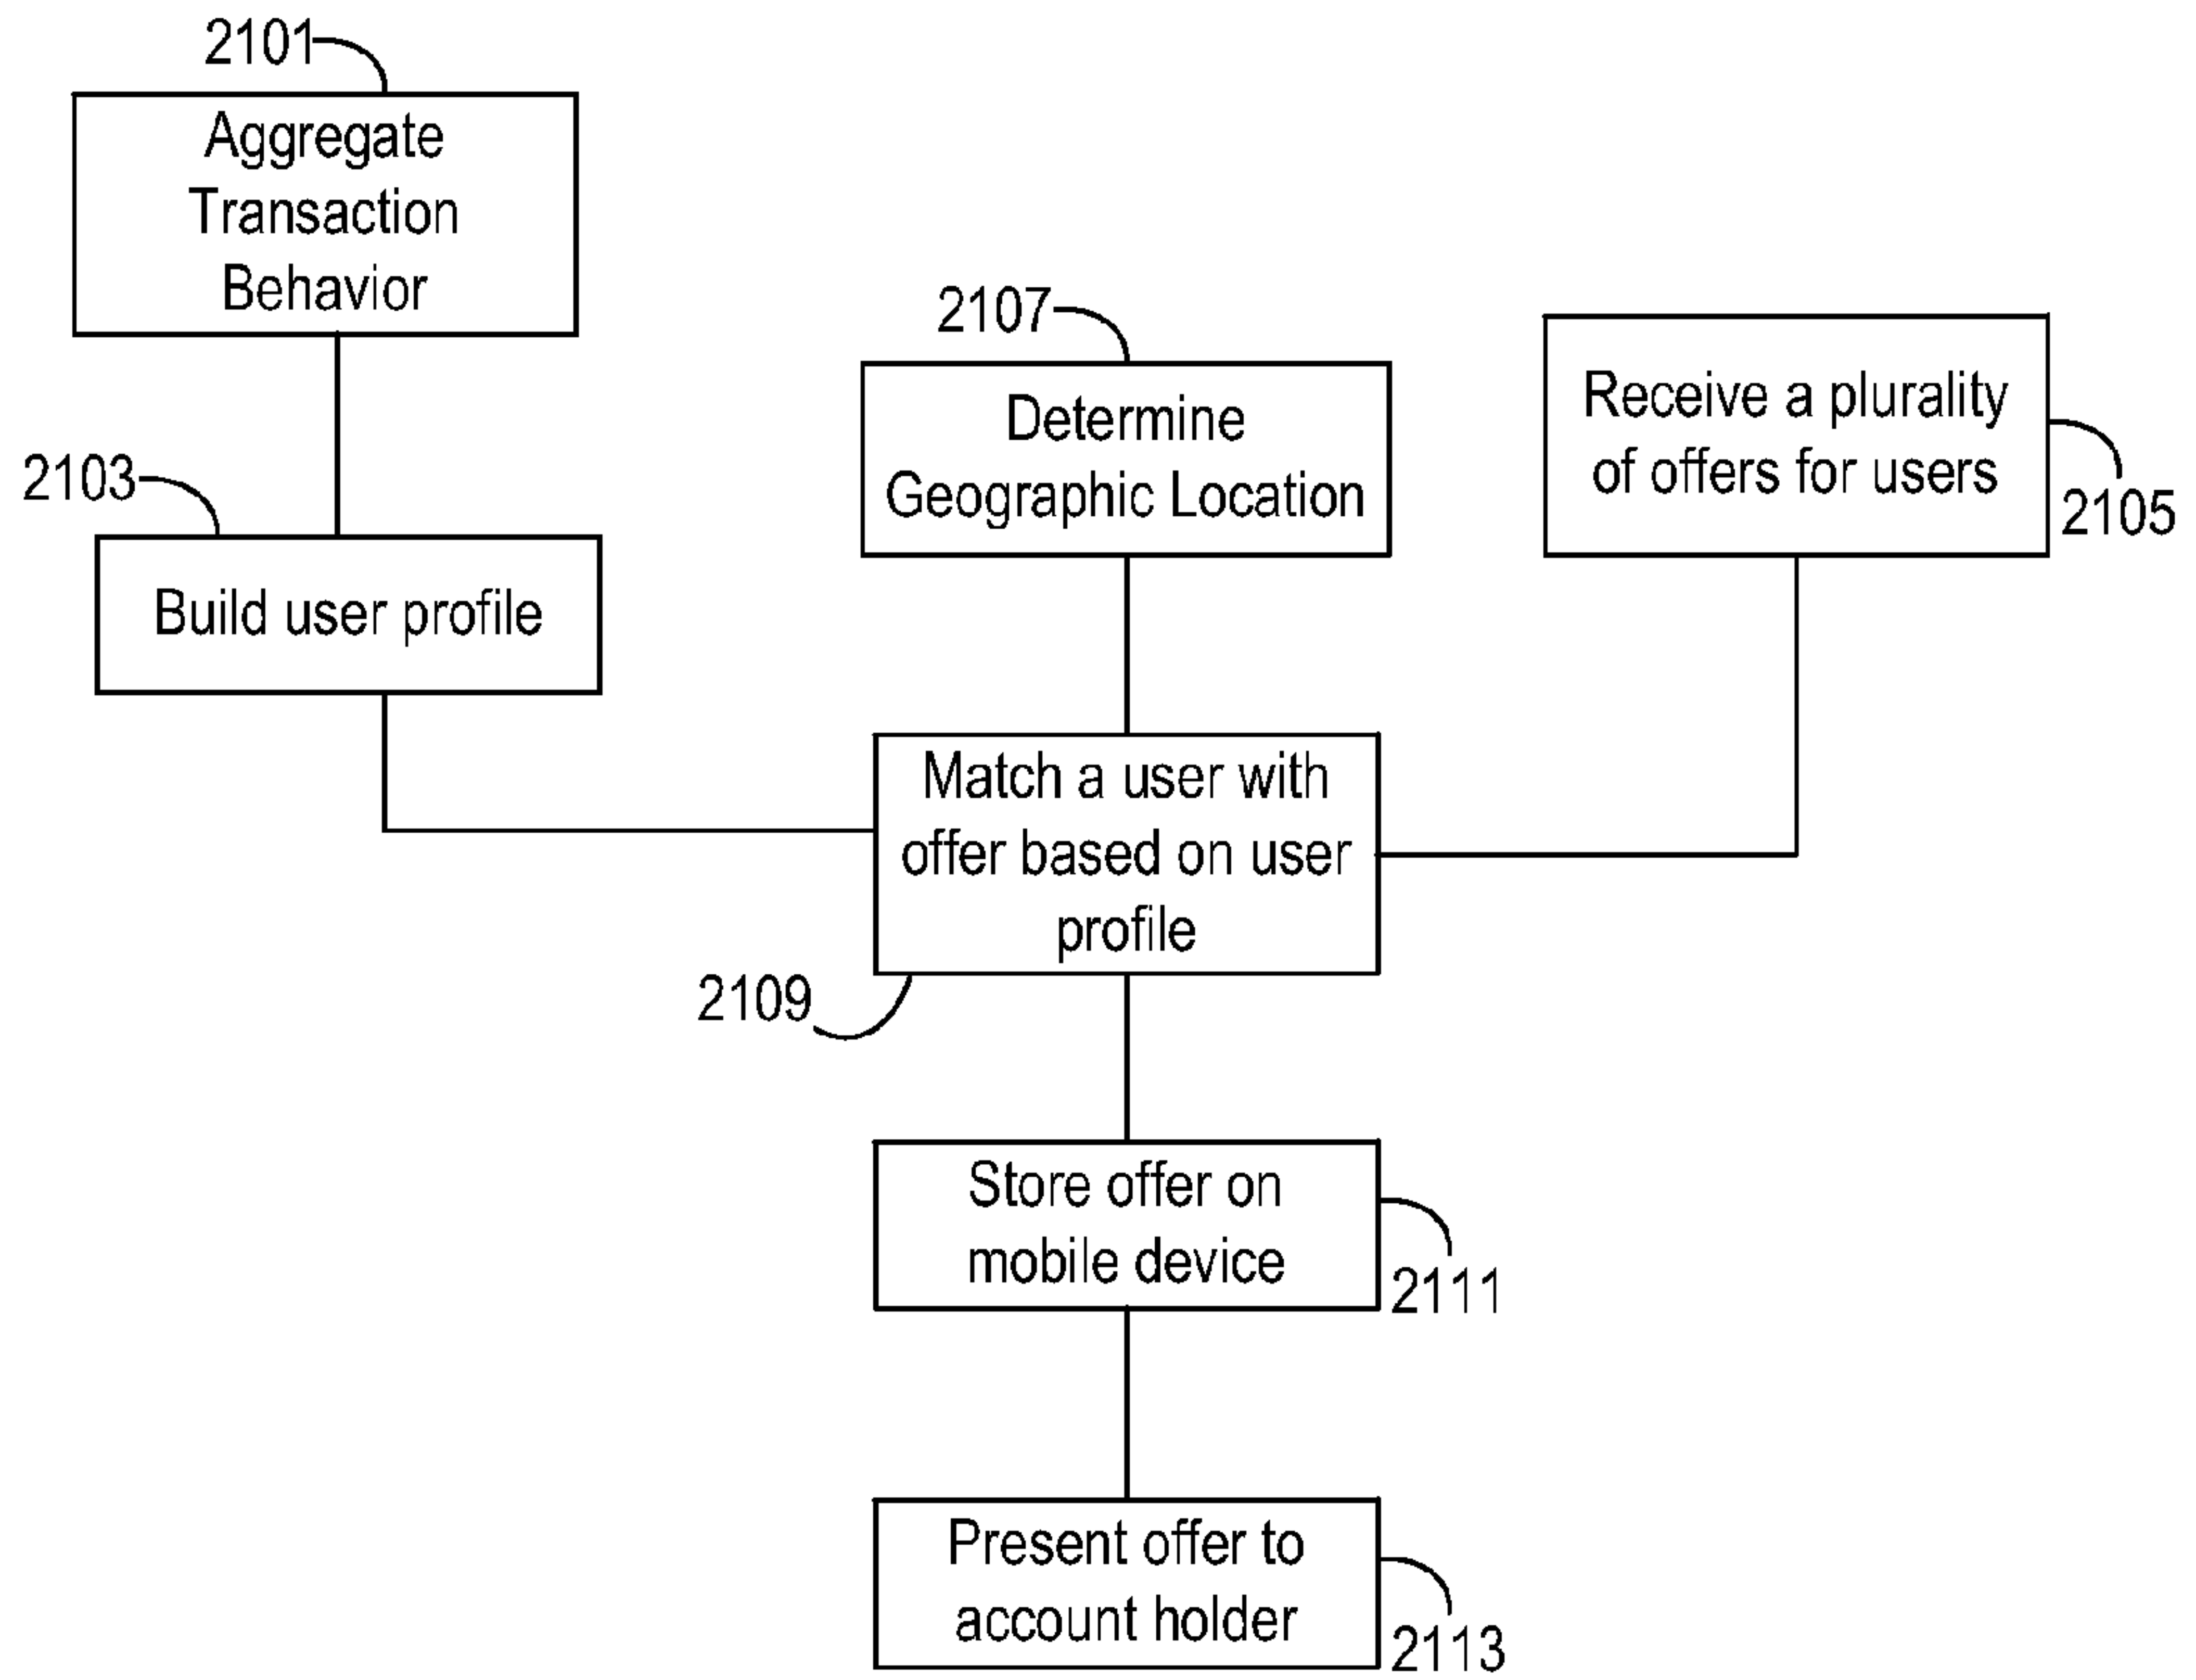 2101
Aggregate
Transaction
Behavior
2103
Build user profile
2107
Determine
Geographic Location
Receive a plurality
of offers for users
2105
Match a user with
offer based on user
profile
2109
Store offer on
mobile device
2111
Present offer to
account holder
2113